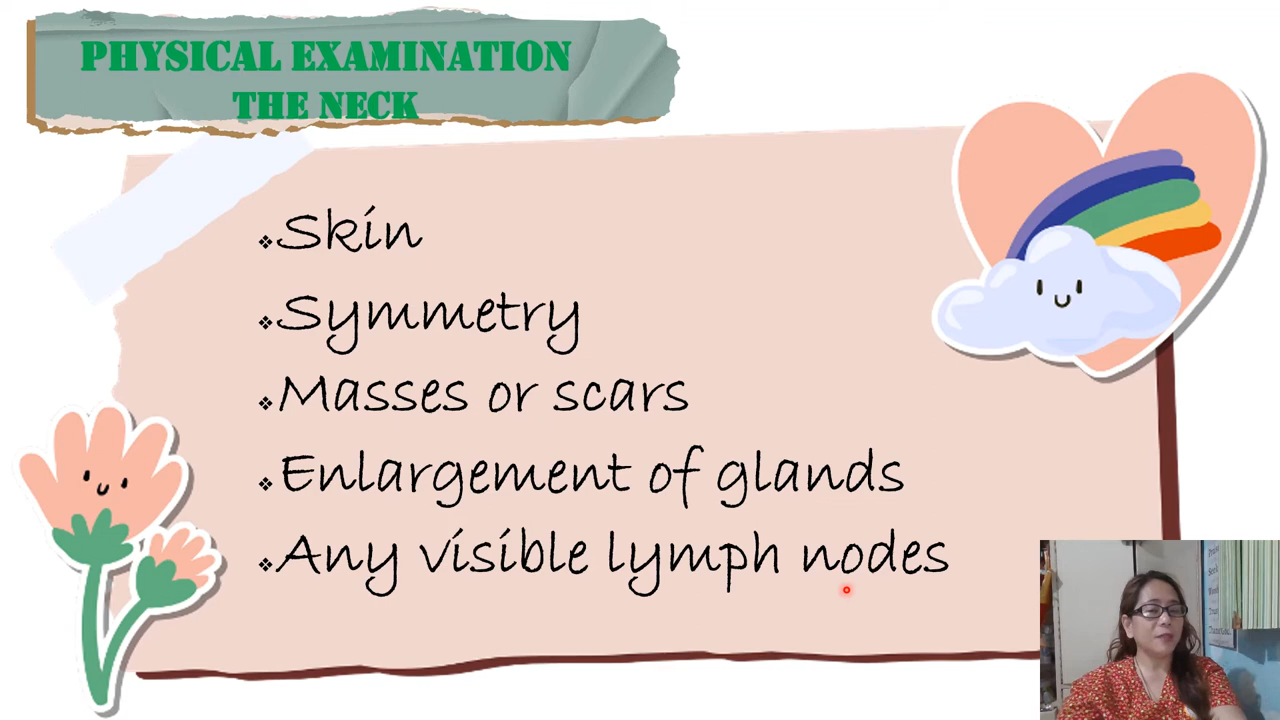 PHYSICAL EXAMINATION
THE NECK
❖Skin
❖Symmetry
❖Masses or scars
❖Enlargement of glands
❖Any visible lymph nodes